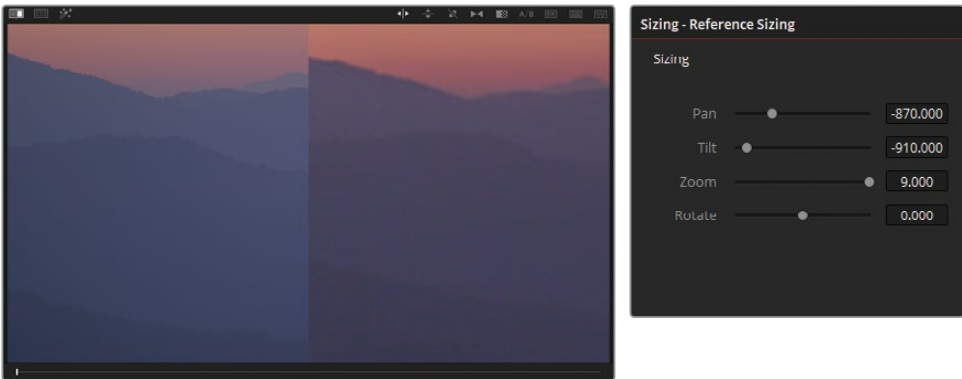 A/B
Sizing - Reference Sizing
Sizing
Pan -870.000
Tilt -910.000
Zoom 9.000
Rotate 0.000